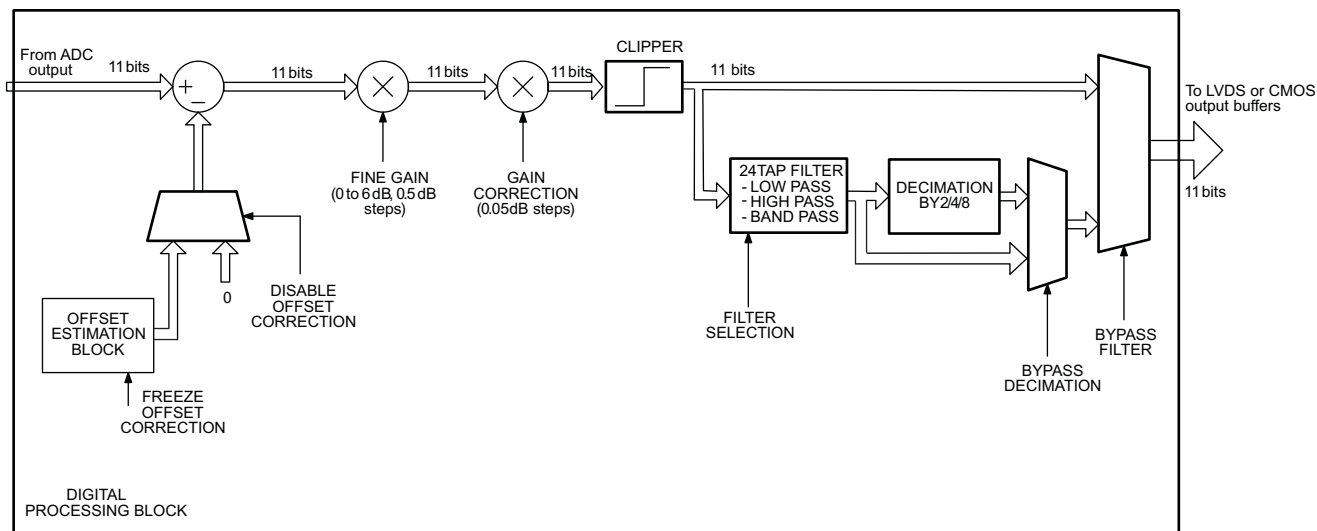 From ADC
output
11 bits
+
−
11 bits
11 bits
11 bits
CLIPPER
11 bits
To LVDS or CMOS
output buffers
11 bits
FINE GAIN
(0 to 6 dB, 0.5 dB
steps)
GAIN
CORRECTION
(0.05dB steps)
24TAP FILTER
- LOW PASS
- HIGH PASS
- BAND PASS
DECIMATION
BY2/4/8
0
DISABLE
OFFSET
CORRECTION
OFFSET
ESTIMATION
BLOCK
FREEZE
OFFSET
CORRECTION
FILTER
SELECTION
BYPASS
DECIMATION
BYPASS
FILTER
DIGITAL
PROCESSING BLOCK